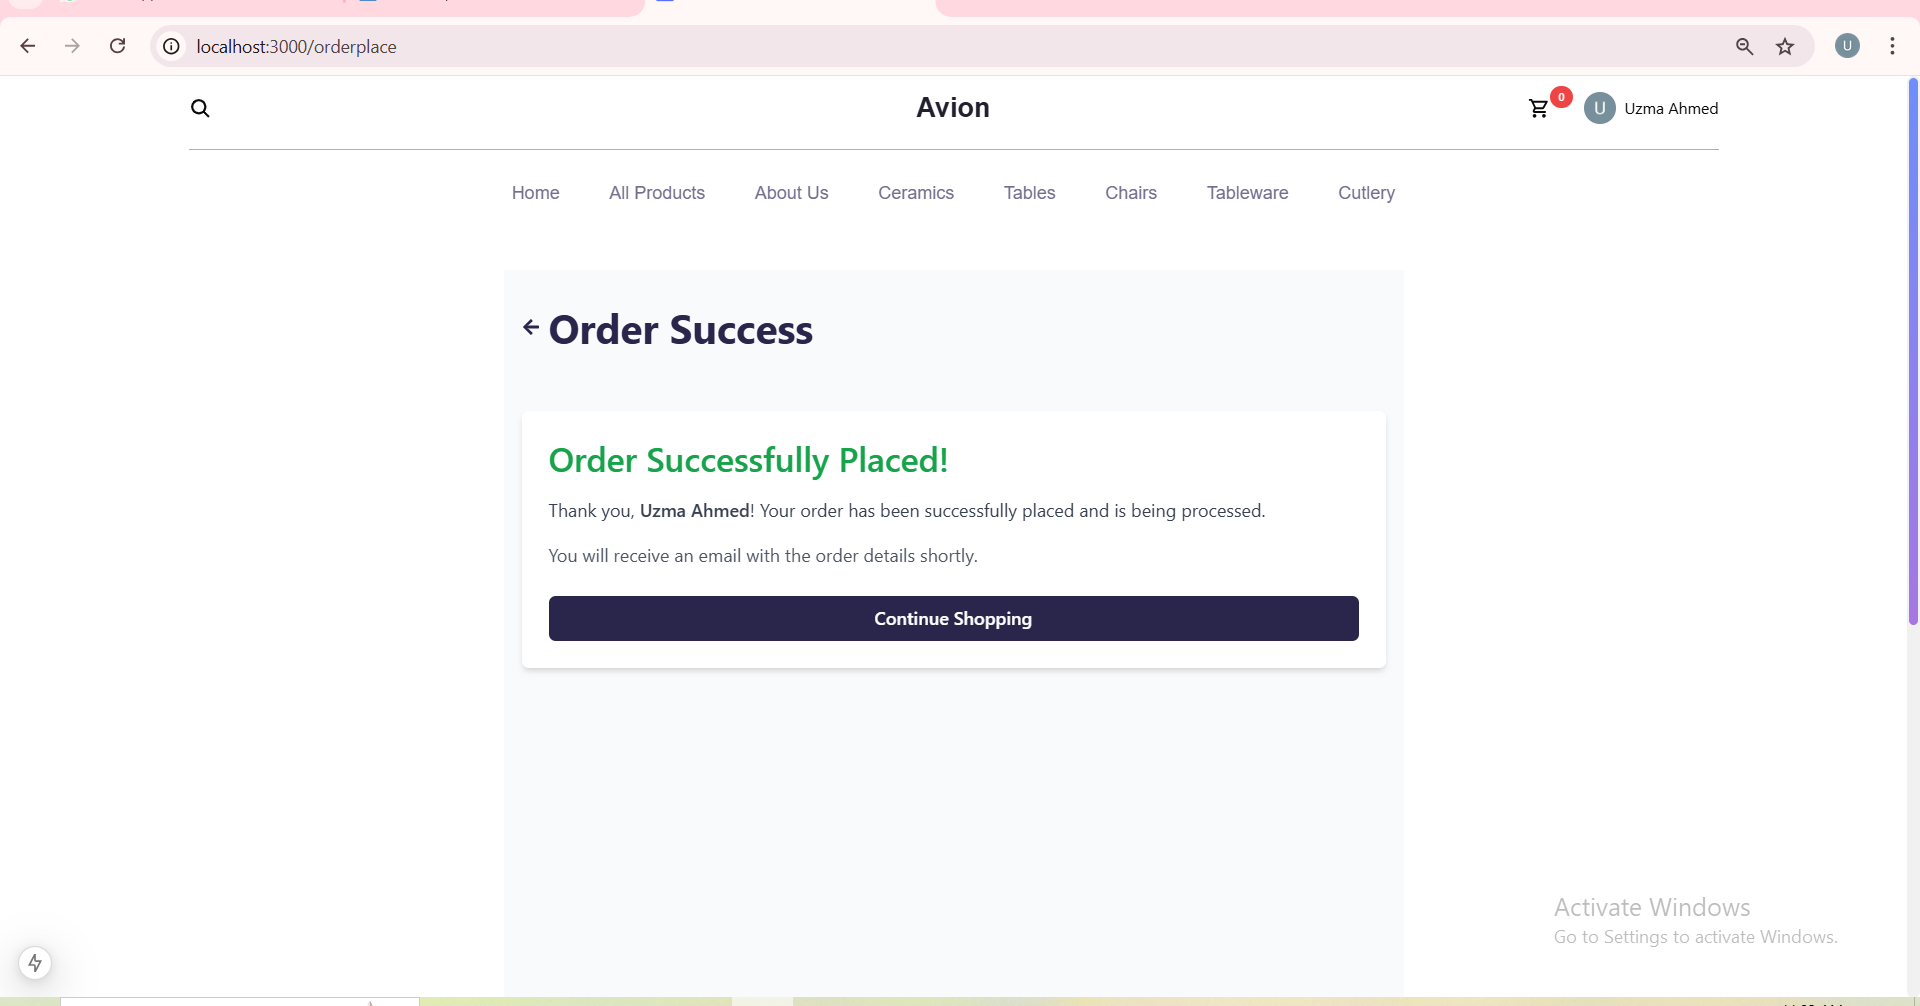 localhost:3000/orderplace
U
Avion
0
U Uzma Ahmed
Home All Products About Us Ceramics Tables Chairs Tableware Cutlery
Order Success
Order Successfully Placed!
Thank you, Uzma Ahmed! Your order has been successfully placed and is being processed.
You will receive an email with the order details shortly.
Continue Shopping
Activate Windows
Go to Settings to activate Windows.